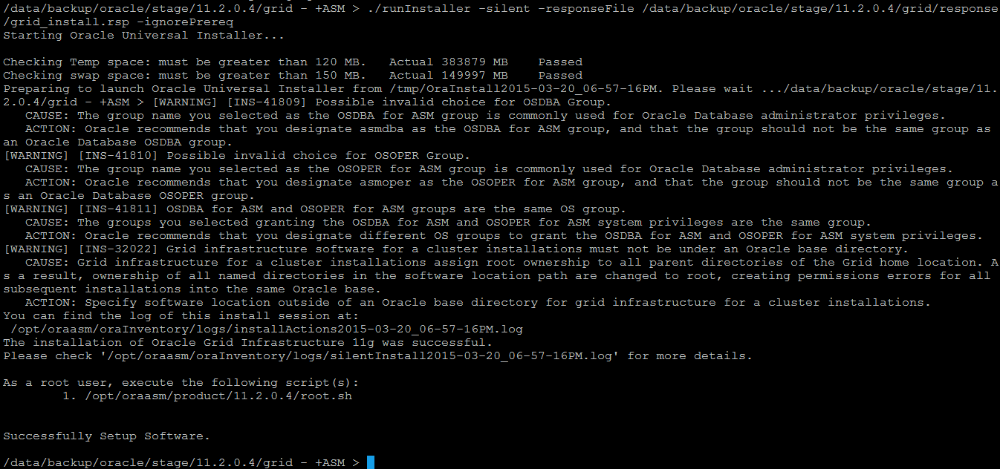 /data/backup/oracle/stage/11.2.0.4/grid - +ASM > ./runInstaller -silent -responseFile /data/backup/oracle/stage/11.2.0.4/grid/response
/grid_install.rsp -ignorePrereq
Starting Oracle Universal Installer...
Checking Temp space: must be greater than 120 MB.   Actual 383879 MB    Passed
Checking swap space: must be greater than 150 MB.   Actual 149997 MB    Passed
Preparing to launch Oracle Universal Installer from /tmp/OraInstall2015-03-20_06-57-16PM. Please wait .../data/backup/oracle/stage/11.
2.0.4/grid - +ASM > [WARNING] [INS-41809] Possible invalid choice for OSDBA Group.
   CAUSE: The group name you selected as the OSDBA for ASM group is commonly used for Oracle Database administrator privileges.
   ACTION: Oracle recommends that you designate asmdba as the OSDBA for ASM group, and that the group should not be the same group as
an Oracle Database OSDBA group.
[WARNING] [INS-41810] Possible invalid choice for OSOPER Group.
   CAUSE: The group name you selected as the OSOPER for ASM group is commonly used for Oracle Database administrator privileges.
   ACTION: Oracle recommends that you designate asmoper as the OSOPER for ASM group, and that the group should not be the same group a
s an Oracle Database OSOPER group.
[WARNING] [INS-41811] OSDBA for ASM and OSOPER for ASM groups are the same OS group.
   CAUSE: The groups you selected granting the OSDBA for ASM and OSOPER for ASM system privileges are the same group.
   ACTION: Oracle recommends that you designate different OS groups to grant the OSDBA for ASM and OSOPER for ASM system privileges.
[WARNING] [INS-32022] Grid infrastructure software for a cluster installations must not be under an Oracle base directory.
   CAUSE: Grid infrastructure for a cluster installations assign root ownership to all parent directories of the Grid home location. A
s a result, ownership of all named directories in the software location path are changed to root, creating permissions errors for all
subsequent installations into the same Oracle base.
   ACTION: Specify software location outside of an Oracle base directory for grid infrastructure for a cluster installations.
You can find the log of this install session at:
 /opt/oraasm/oraInventory/logs/installActions2015-03-20_06-57-16PM.log
The installation of Oracle Grid Infrastructure 11g was successful.
Please check '/opt/oraasm/oraInventory/logs/silentInstall2015-03-20_06-57-16PM.log' for more details.
As a root user, execute the following script(s):
        1. /opt/oraasm/product/11.2.0.4/root.sh
Successfully Setup Software.
/data/backup/oracle/stage/11.2.0.4/grid - +ASM >